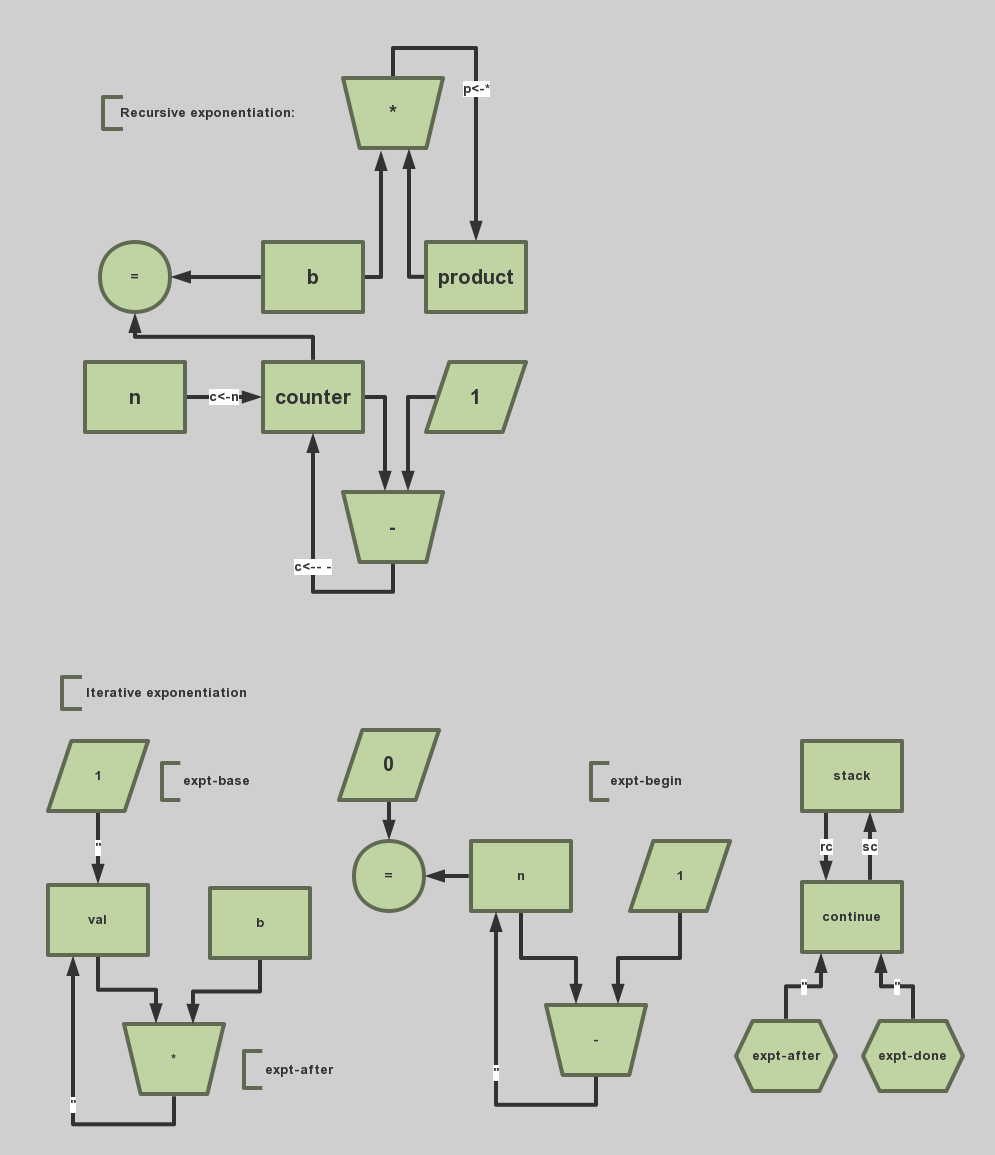 p<-*
*
Recursive exponentiation:
=
b
product
n
c<-n
counter
1
-
c<-- -
Iterative exponentiation
0
1
expt-base
expt-begin
stack
"
rc
sc
=
n
1
val
b
continue
"
"
*
-
expt-after
expt-done
expt-after
"
"